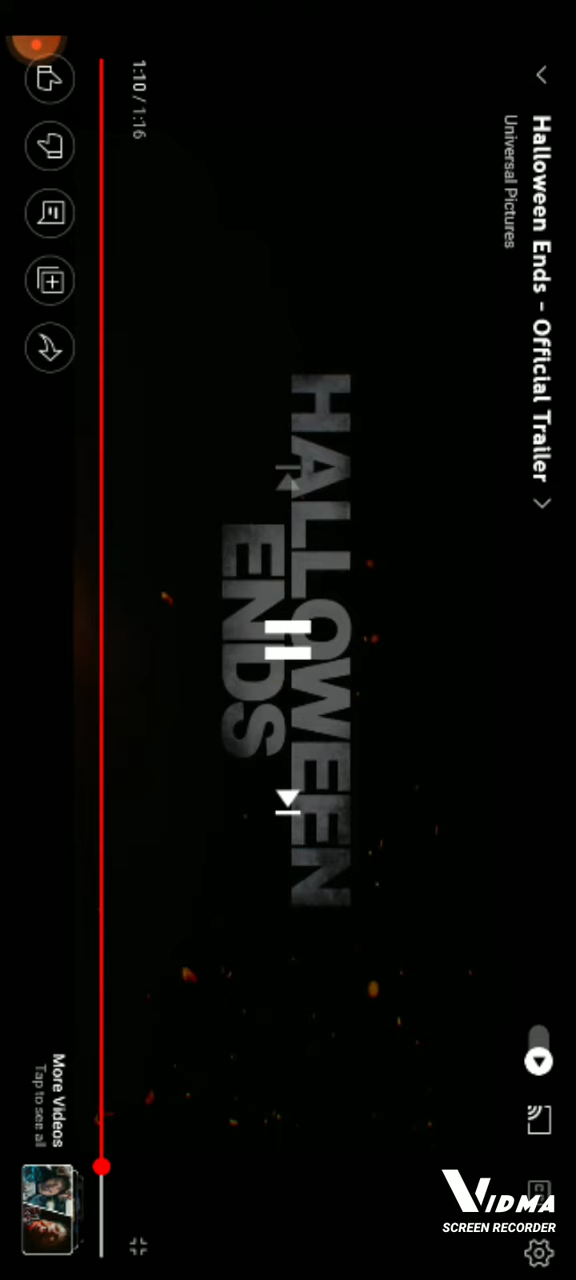 Halloween Ends - Official Trailer
Universal Pictures
HALLOWEEN
ENDS
1:10 / 1:16
More Videos
Tap to see all
VIDMA
SCREEN RECORDER